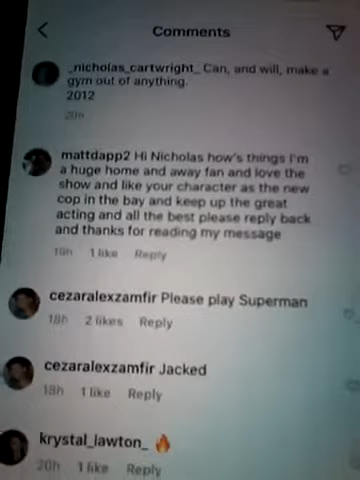 Comments
_nicholas_cartwright_ Can, and will, make a
gym out of anything.
2012
20h
mattdapp2 Hi Nicholas how's things I'm
a huge home and away fan and love the
show and like your character as the new
cop in the bay and keep up the great
acting and all the best please reply back
and thanks for reading my message
19h 1 like Reply
cezaralexzamfir Please play Superman
18h 2 likes Reply
cezaralexzamfir Jacked
18h 1 like Reply
krystal_lawton_ 🔥
20h 1 like Reply